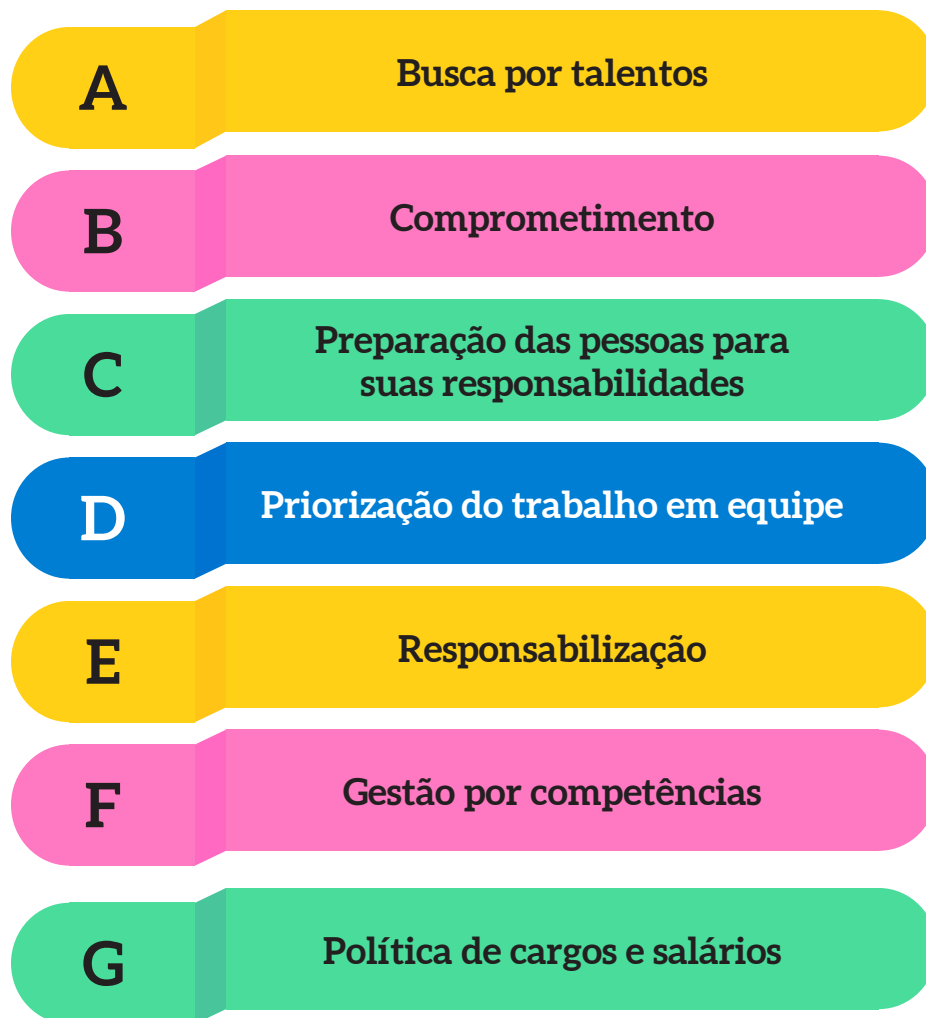 A
Busca por talentos
B
Comprometimento
C
Preparação das pessoas para
suas responsabilidades
D
Priorização do trabalho em equipe
E
Responsabilização
F
Gestão por competências
G
Política de cargos e salários